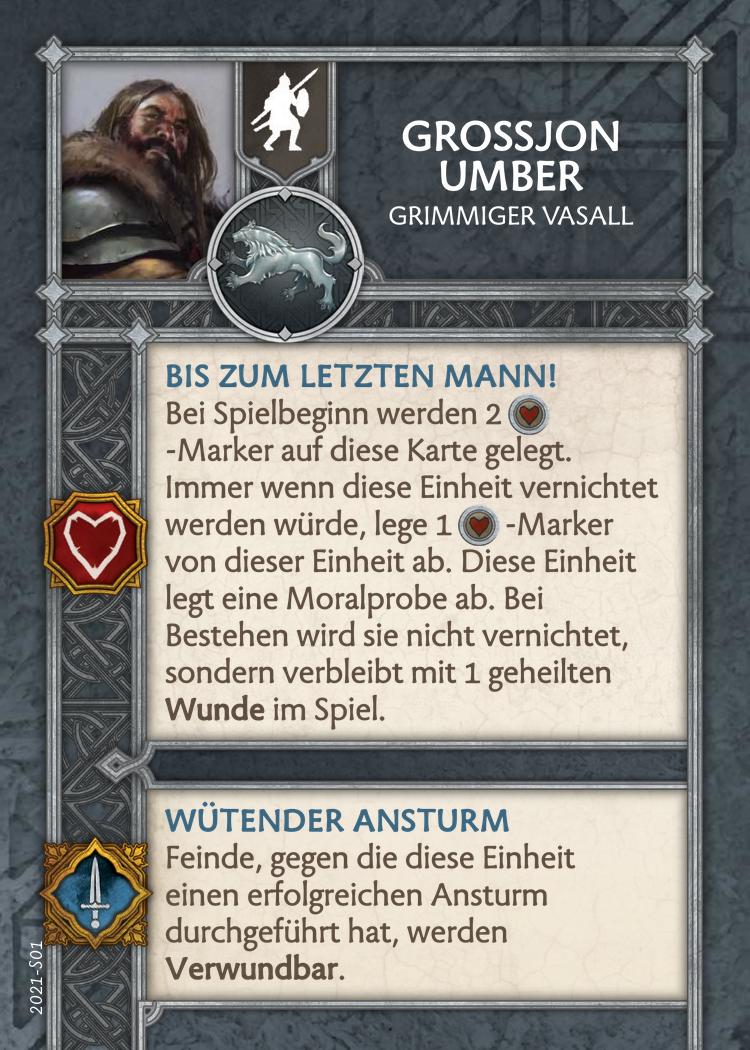 GROSSJON
UMBER
GRIMMIGER VASALL
BIS ZUM LETZTEN MANN!
Bei Spielbeginn werden 2
-Marker auf diese Karte gelegt.
Immer wenn diese Einheit vernichtet
werden würde, lege 1 -Marker
von dieser Einheit ab. Diese Einheit
legt eine Moralprobe ab. Bei
Bestehen wird sie nicht vernichtet,
sondern verbleibt mit 1 geheilten
Wunde im Spiel.
WÜTENDER ANSTURM
Feinde, gegen die diese Einheit
einen erfolgreichen Ansturm
durchgeführt hat, werden
Verwundbar.
2021-S01